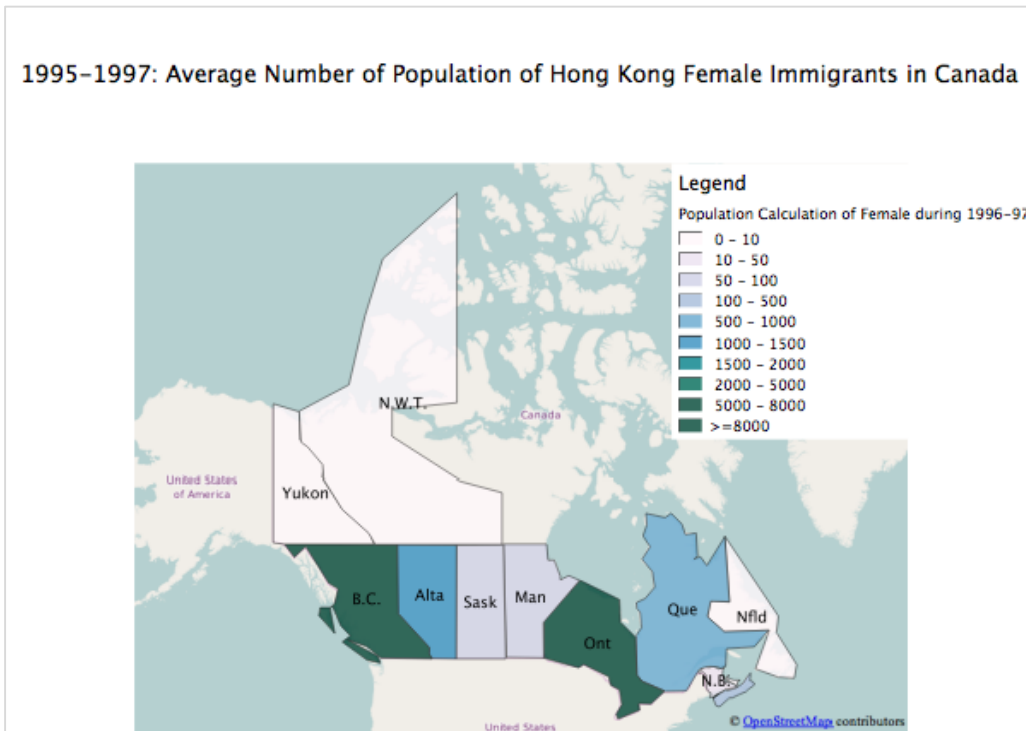 1995-1997: Average Number of Population of Hong Kong Female Immigrants in Canada
Legend
Population Calculation of Female during 1996-97
0 - 10
10 - 50
50 - 100
100 - 500
500 - 1000
1000 - 1500
1500 - 2000
2000 - 5000
5000 - 8000
>=8000
N.W.T.
Canada
United States
of America
Yukon
B.C.
Alta
Sask
Man
Ont
Que
Nfld
N.B.
United States
© OpenStreetMap contributors